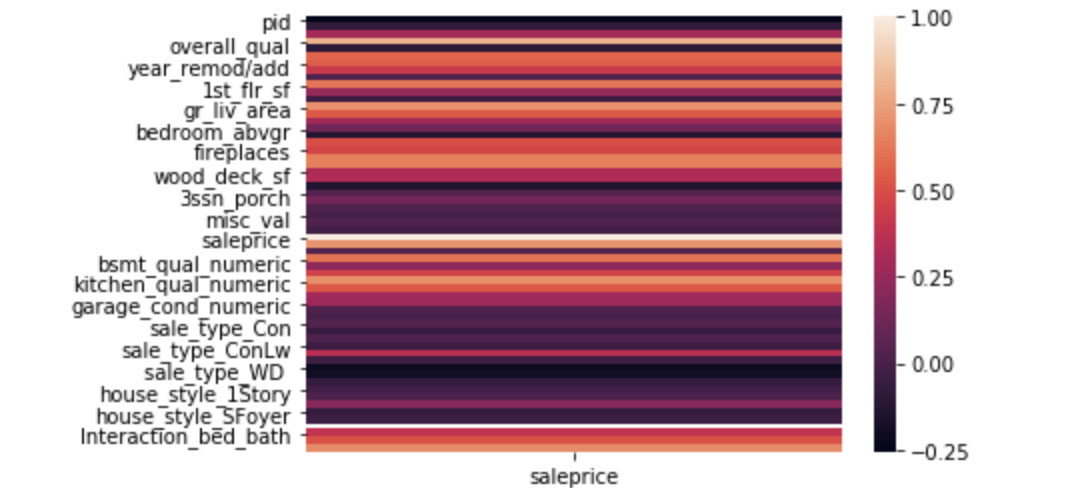 pid
overall_qual
year_remod/add
1st_flr_sf
gr_liv_area
bedroom_abvgr
fireplaces
wood_deck_sf
3ssn_porch
misc_val
saleprice
bsmt_qual_numeric
kitchen_qual_numeric
garage_cond_numeric
sale_type_Con
sale_type_ConLw
sale_type_WD
house_style_1Story
house_style_SFoyer
Interaction_bed_bath
saleprice
1.00
0.75
0.50
0.25
0.00
−0.25